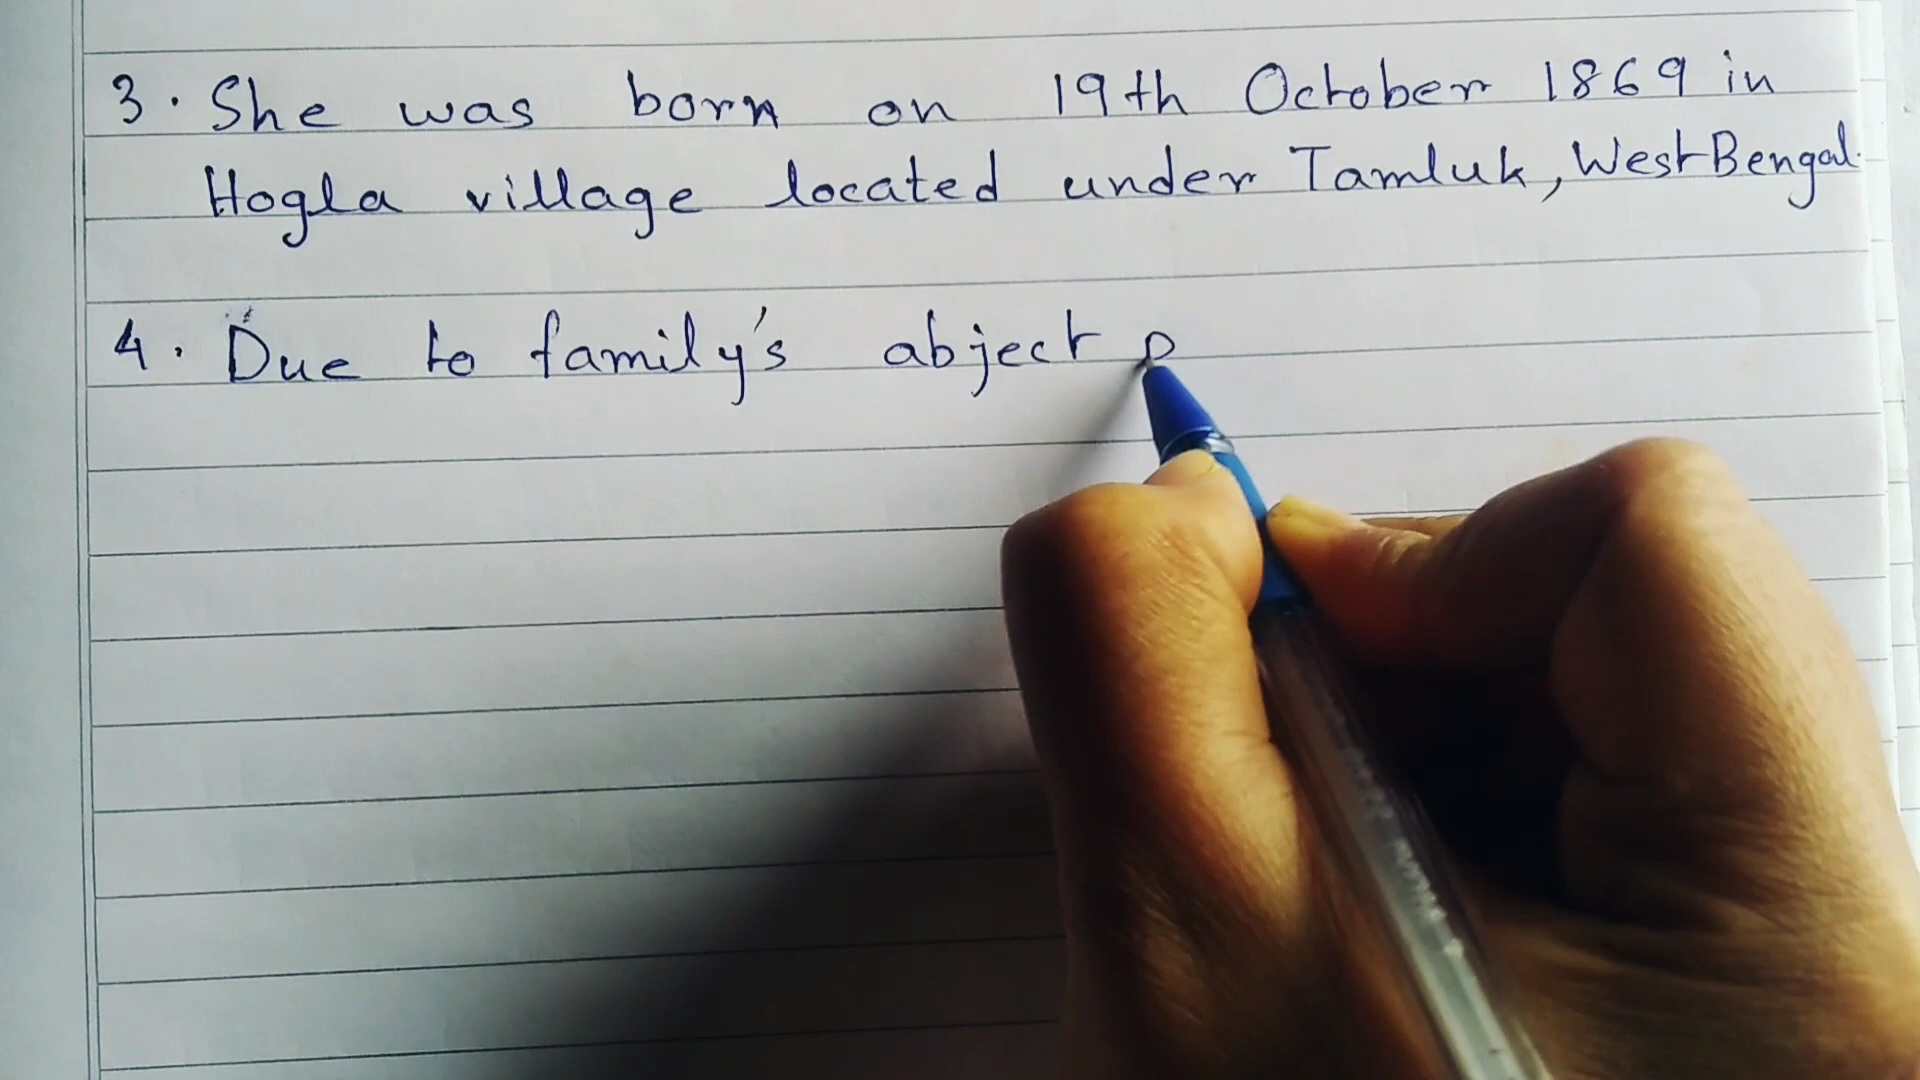 3. She was born on 19th October 1869 in
Hogla village located under Tamluk, West Bengal.
4. Due to family's abject p